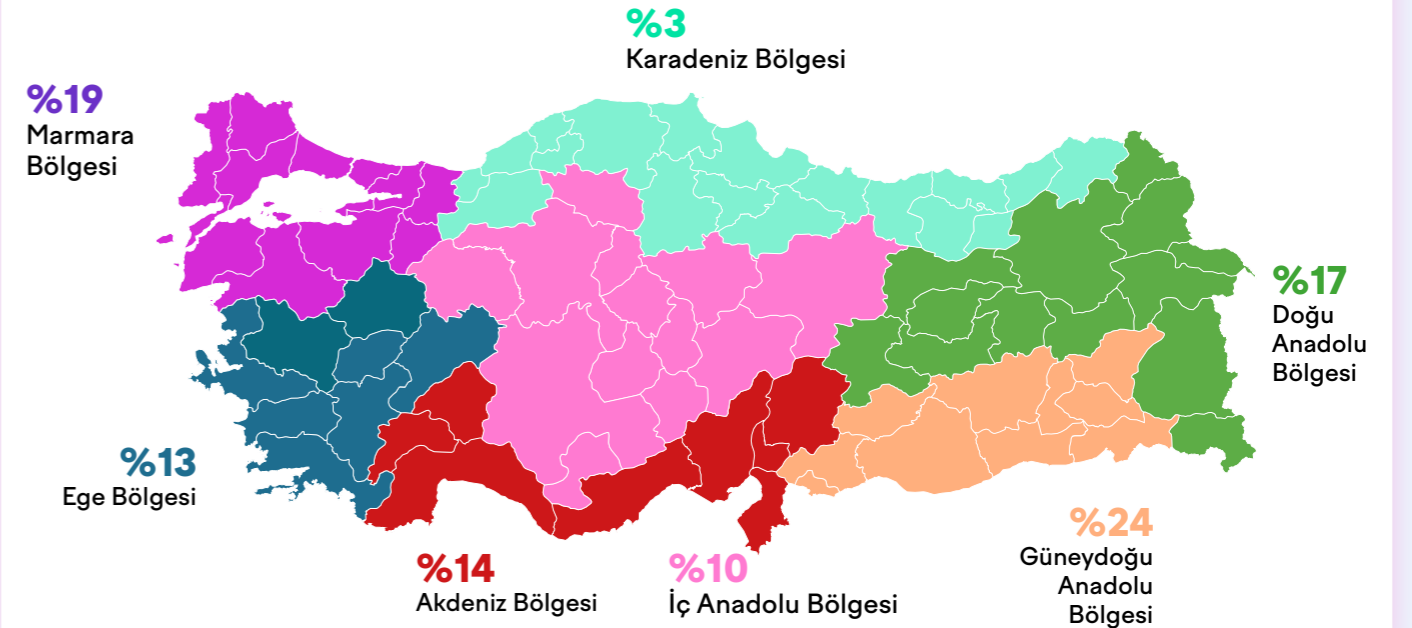 %3
Karadeniz Bölgesi
%19
Marmara
Bölgesi
%17
Doğu
Anadolu
Bölgesi
%13
Ege Bölgesi
%14
Akdeniz Bölgesi
%10
İç Anadolu Bölgesi
%24
Güneydoğu
Anadolu
Bölgesi